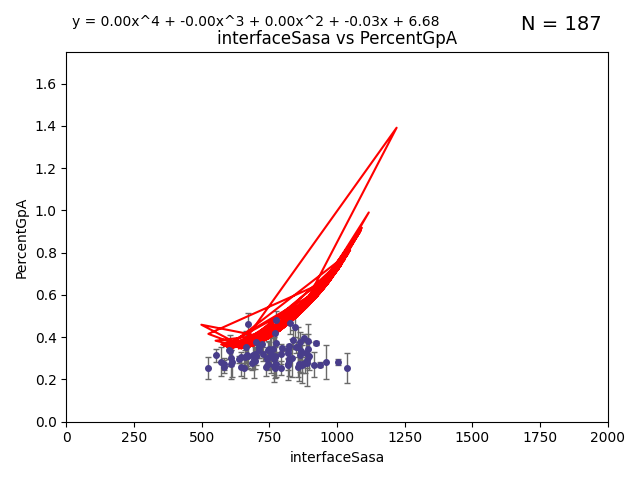 y = 0.00x^4 + -0.00x^3 + 0.00x^2 + -0.03x + 6.68
N = 187
interfaceSasa vs PercentGpA
PercentGpA
1.6
1.4
1.2
1.0
0.8
0.6
0.4
0.2
0.0
0 250 500 750 1000 1250 1500 1750 2000
interfaceSasa